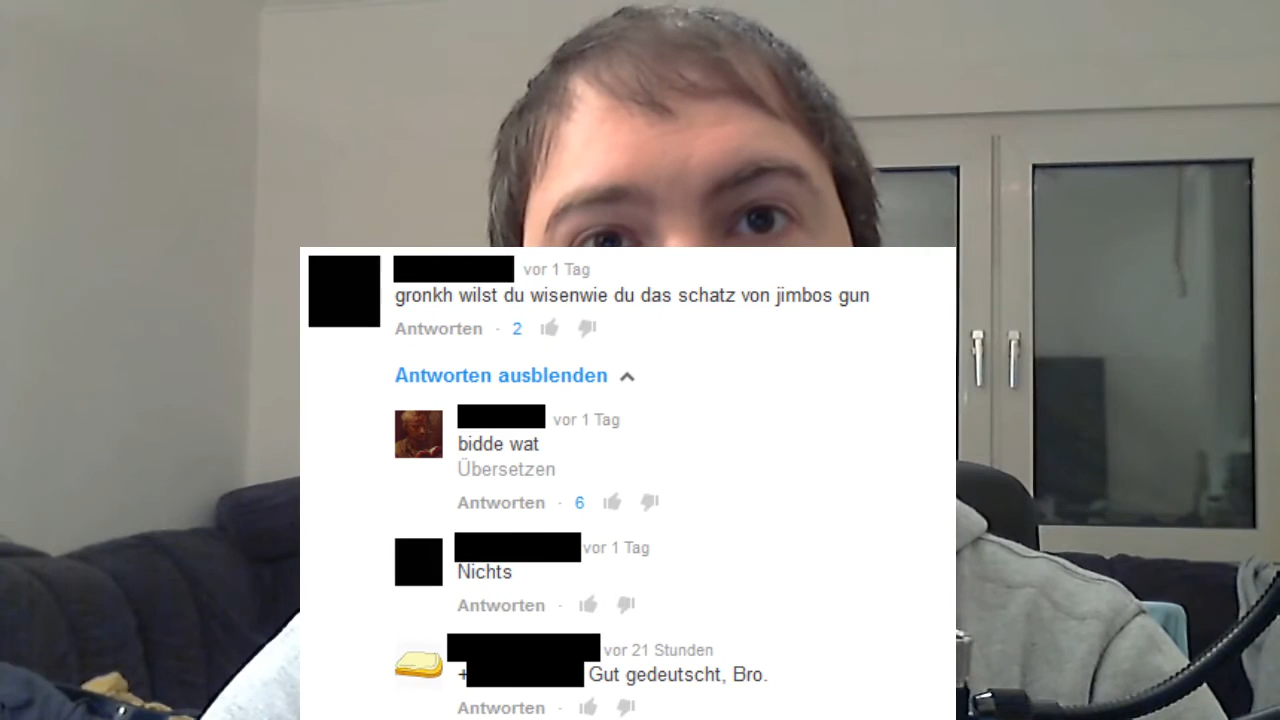 vor 1 Tag
gronkh wilst du wisenwie du das schatz von jimbos gun
Antworten · 2
Antworten ausblenden
vor 1 Tag
bidde wat
Übersetzen
Antworten · 6
vor 1 Tag
Nichts
Antworten ·
vor 21 Stunden
+ Gut gedeutscht, Bro.
Antworten ·